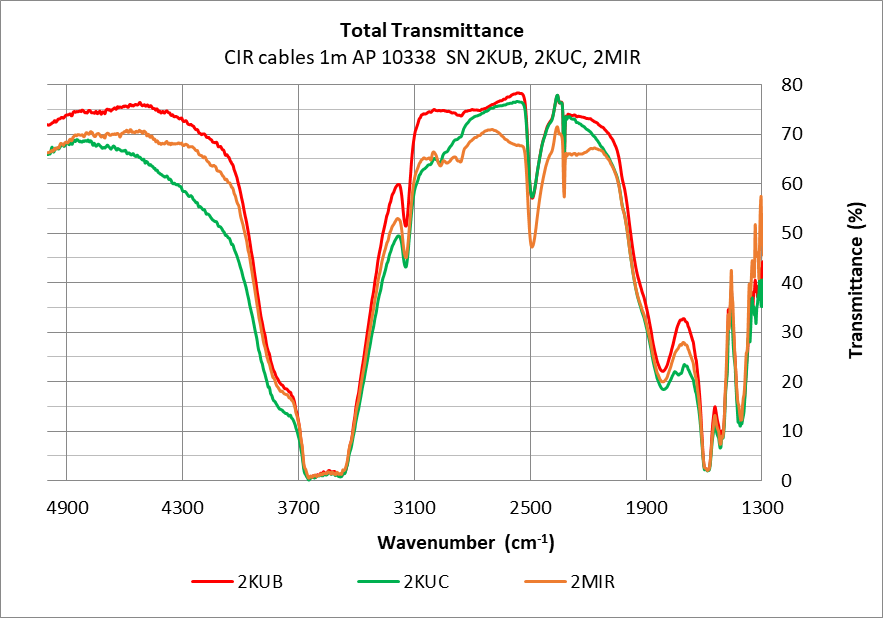 Total Transmittance
CIR cables 1m AP 10338  SN 2KUB, 2KUC, 2MIR
80
70
60
50
40
30
20
10
0
Transmittance (%)
4900 4300 3700 3100 2500 1900 1300
Wavenumber (cm⁻¹)
2KUB 2KUC 2MIR